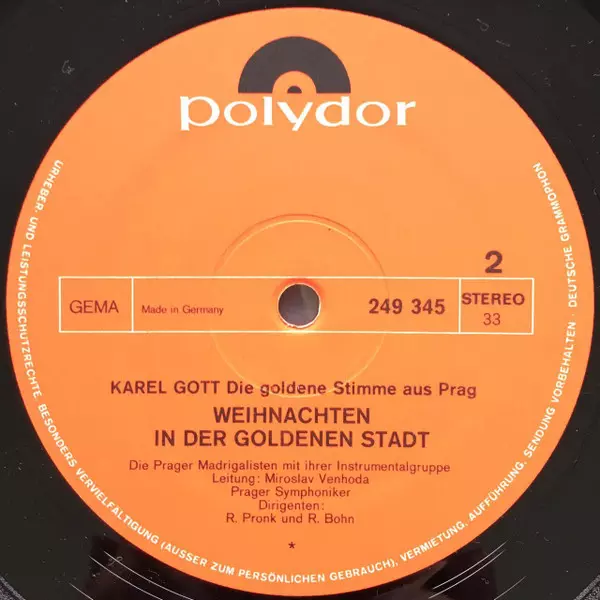 polydor
2
GEMA
Made in Germany
249 345
STEREO
33
KAREL GOTT Die goldene Stimme aus Prag
WEIHNACHTEN
IN DER GOLDENEN STADT
Die Prager Madrigalisten mit ihrer Instrumentalgruppe
Leitung: Miroslav Venhoda
Prager Symphoniker
Dirigenten:
R. Pronk und R. Bohn
*
URHEBER- UND LEISTUNGSSCHUTZRECHTE. BESONDERS VERVIELFÄLTIGUNG (AUSSER ZUM PERSÖNLICHEN GEBRAUCH), VERMIETUNG, AUFFÜHRUNG, SENDUNG VORBEHALTEN · DEUTSCHE GRAMMOPHON